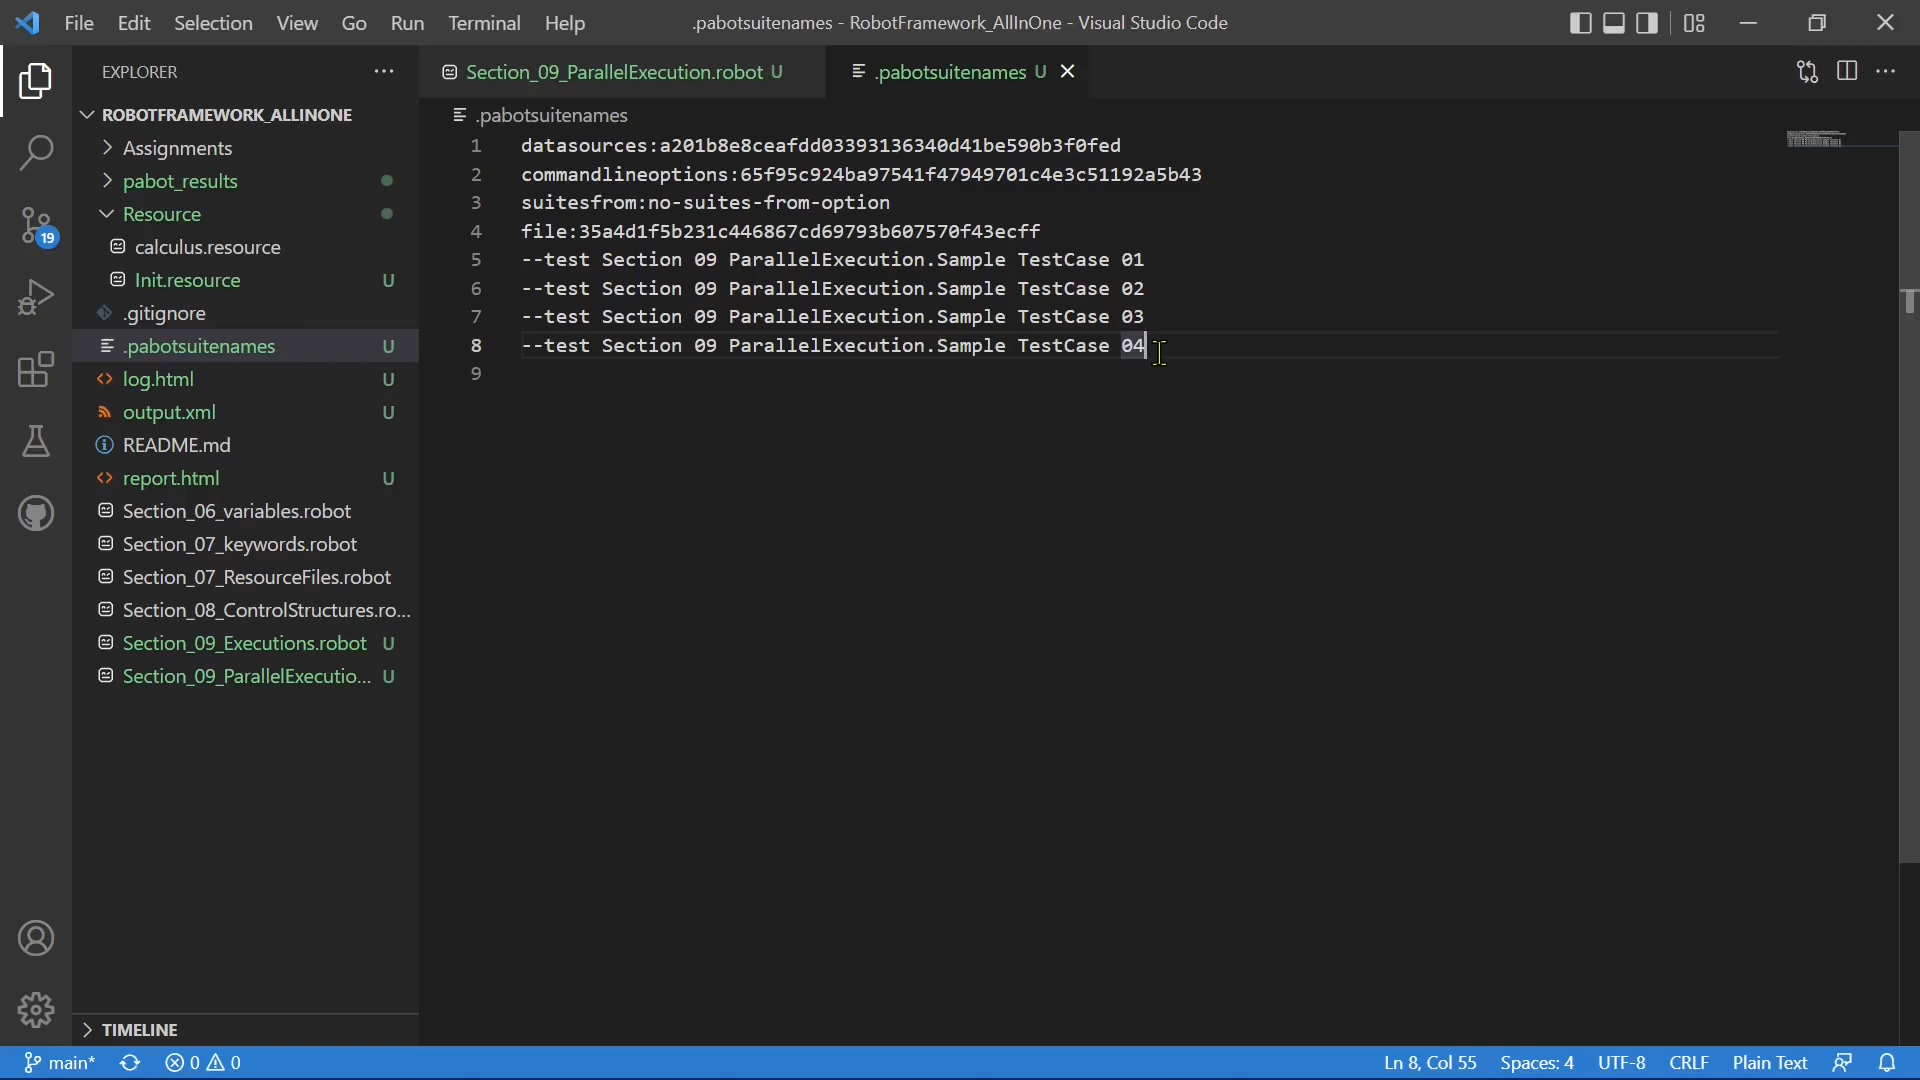 File Edit Selection View Go Run Terminal Help .pabotsuitenames - RobotFramework_AllInOne - Visual Studio Code
EXPLORER
Section_09_ParallelExecution.robot U
.pabotsuitenames U
ROBOTFRAMEWORK_ALLINONE
Assignments
pabot_results
Resource
calculus.resource
Init.resource U
.gitignore
.pabotsuitenames U
log.html U
output.xml U
README.md
report.html U
Section_06_variables.robot
Section_07_keywords.robot
Section_07_ResourceFiles.robot
Section_08_ControlStructures.ro...
Section_09_Executions.robot U
Section_09_ParallelExecutio... U
TIMELINE
19
.pabotsuitenames
1 datasources:a201b8e8ceafdd03393136340d41be590b3f0fed
2 commandlineoptions:65f95c924ba97541f47949701c4e3c51192a5b43
3 suitesfrom:no-suites-from-option
4 file:35a4d1f5b231c446867cd69793b607570f43ecff
5 --test Section 09 ParallelExecution.Sample TestCase 01
6 --test Section 09 ParallelExecution.Sample TestCase 02
7 --test Section 09 ParallelExecution.Sample TestCase 03
8 --test Section 09 ParallelExecution.Sample TestCase 04
9
main* 0 0 Ln 8, Col 55 Spaces: 4 UTF-8 CRLF Plain Text